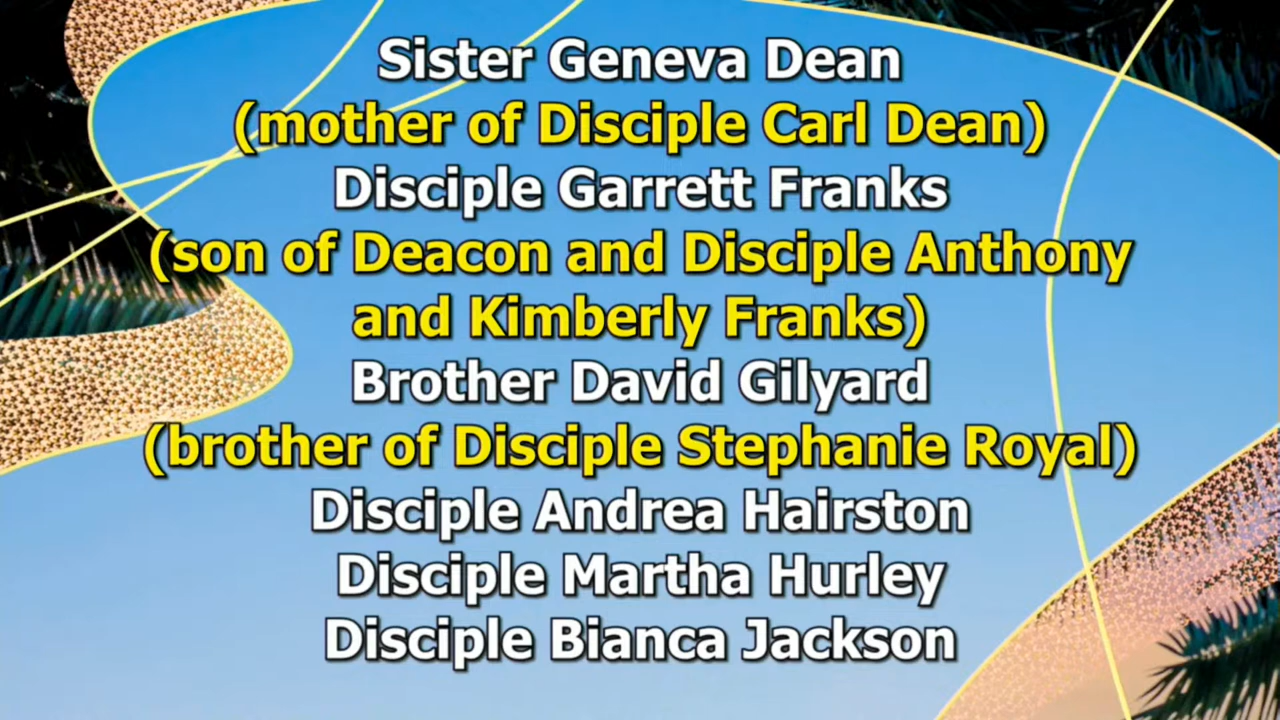 Sister Geneva Dean
(mother of Disciple Carl Dean)
Disciple Garrett Franks
(son of Deacon and Disciple Anthony
and Kimberly Franks)
Brother David Gilyard
(brother of Disciple Stephanie Royal)
Disciple Andrea Hairston
Disciple Martha Hurley
Disciple Bianca Jackson